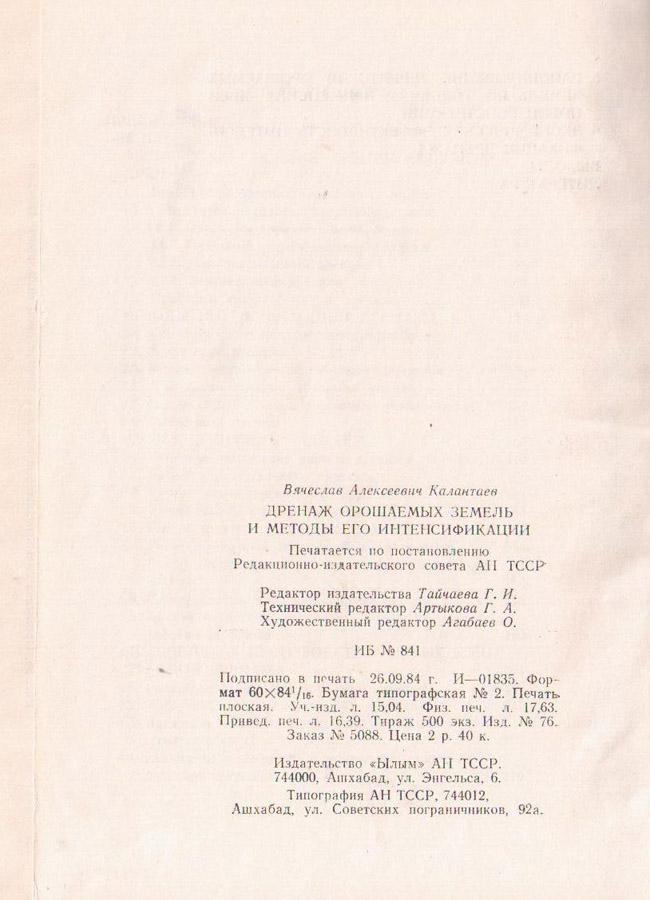 Вячеслав Алексеевич Калантаев
ДРЕНАЖ ОРОШАЕМЫХ ЗЕМЕЛЬ
И МЕТОДЫ ЕГО ИНТЕНСИФИКАЦИИ
Печатается по постановлению
Редакционно-издательского совета АН ТССР
Редактор издательства Тайчаева Г. И.
Технический редактор Артыкова Г. А.
Художественный редактор Агабаев О.
ИБ № 841
Подписано в печать 26.09.84 г. И—01835. Фор-
мат 60×84¹/₁₆. Бумага типографская № 2. Печать
плоская. Уч.-изд. л. 15,04. Физ. печ. л. 17,63.
Привед. печ. л. 16,39. Тираж 500 экз. Изд. № 76.
Заказ № 5088. Цена 2 р. 40 к.
Издательство «Ылым» АН ТССР.
744000, Ашхабад, ул. Энгельса, 6.
Типография АН ТССР, 744012,
Ашхабад, ул. Советских пограничников, 92а.